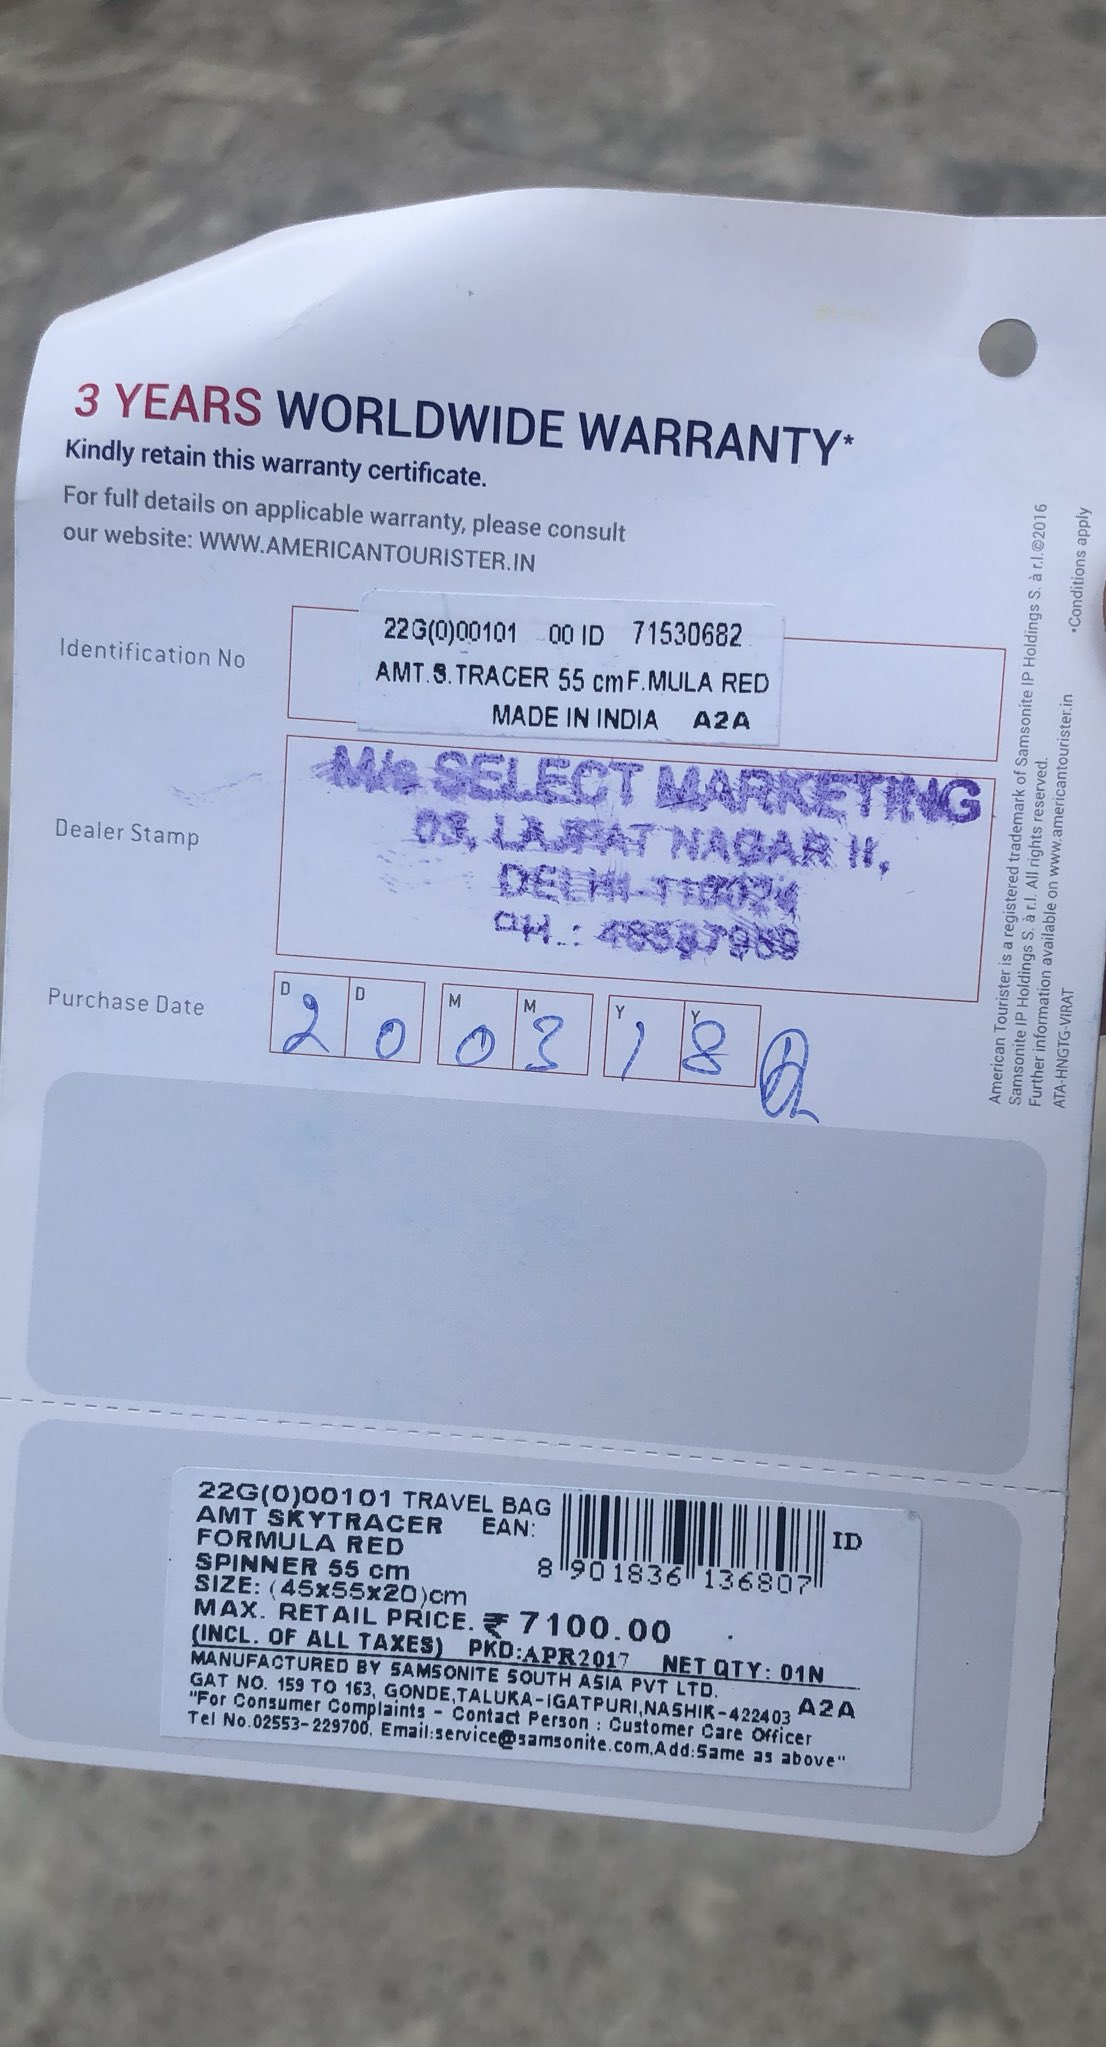 3 YEARS WORLDWIDE WARRANTY*
Kindly retain this warranty certificate.
For full details on applicable warranty, please consult
our website: WWW.AMERICANTOURISTER.IN
Identification No
22G(0)00101 00 ID 71530682
AMT.S.TRACER 55 cm F.MULA RED
MADE IN INDIA A2A
Dealer Stamp
M/s SELECT MARKETING
03, LAJPAT NAGAR II,
DELHI-110024
PH.:
Purchase Date
D D M M Y Y
2 0 0 3 1 8
American Tourister is a registered trademark of Samsonite IP Holdings S. à r.l.©2016
Samsonite IP Holdings S. à r.l. All rights reserved.
Further information available on www.americantourister.in
ATA-HNGTG-VIRAT
*Conditions apply
22G(0)00101 TRAVEL BAG
AMT SKYTRACER EAN:
FORMULA RED
SPINNER 55 cm
SIZE: (45x55x20)cm
8 901836 136807
ID
MAX. RETAIL PRICE. ₹ 7100.00
(INCL. OF ALL TAXES) PKD:APR2017 NET QTY: 01N
MANUFACTURED BY SAMSONITE SOUTH ASIA PVT LTD.
GAT NO. 159 TO 163, GONDE,TALUKA-IGATPURI,NASHIK-422403 A2A
"For Consumer Complaints - Contact Person : Customer Care Officer
Tel No.02553-229700, Email:service@samsonite.com,Add:Same as above"